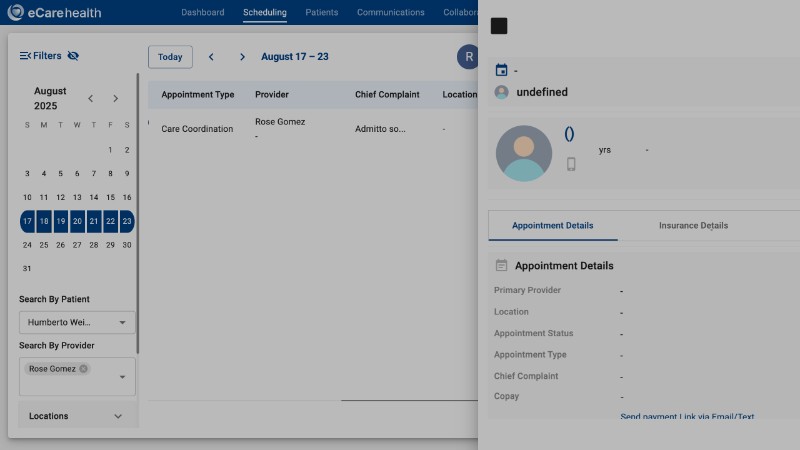 eCarehealth
Dashboard
Scheduling
Patients
Communications
Filters
August
2025
S M T W T F S
1 2
3 4 5 6 7 8 9
10 11 12 13 14 15 16
17 18 19 20 21 22 23
24 25 26 27 28 29 30
31
Search By Patient
Humberto Wei...
Search By Provider
Rose Gomez
Locations
Today
August 17 – 23
R
Appointment Type Provider Chief Complaint Location
Care Coordination Rose Gomez - Admitto so... -
-
undefined
()
yrs -
Appointment Details Insurance Details
Appointment Details
Primary Provider -
Location -
Appointment Status -
Appointment Type -
Chief Complaint -
Copay -
Send payment Link via Email/Text